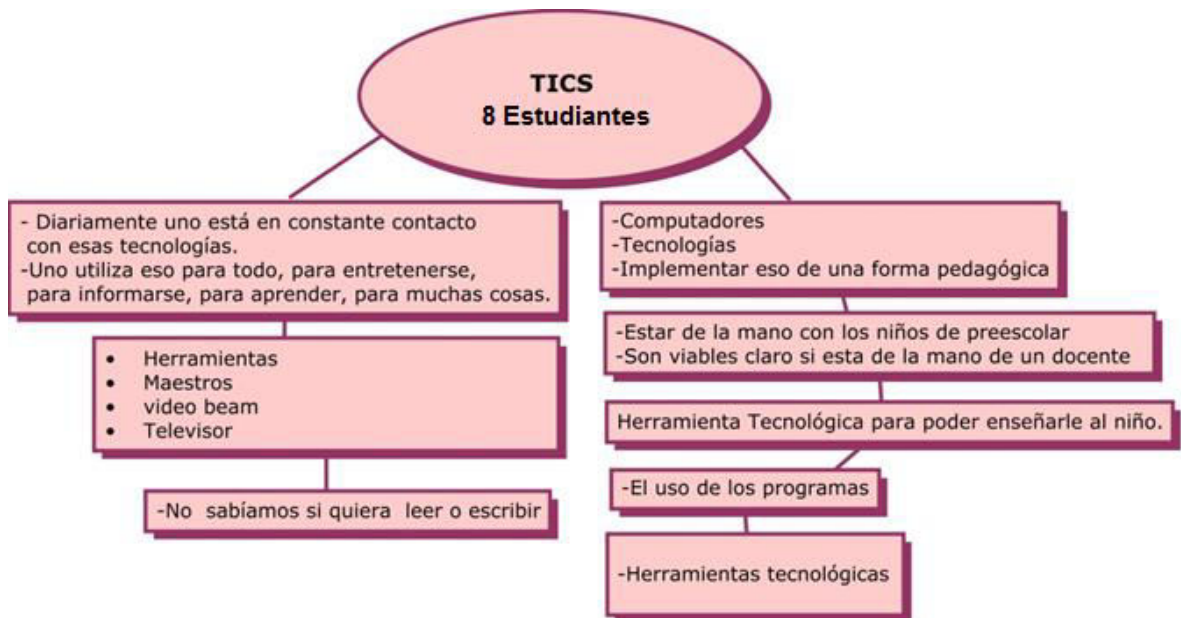 TICS
8 Estudiantes
- Diariamente uno está en constante contacto
con esas tecnologías.
-Uno utiliza eso para todo, para entretenerse,
para informarse, para aprender, para muchas cosas.
• Herramientas
• Maestros
• video beam
• Televisor
-No sabíamos si quiera leer o escribir
-Computadores
-Tecnologías
-Implementar eso de una forma pedagógica
-Estar de la mano con los niños de preescolar
-Son viables claro si esta de la mano de un docente
Herramienta Tecnológica para poder enseñarle al niño.
-El uso de los programas
-Herramientas tecnológicas